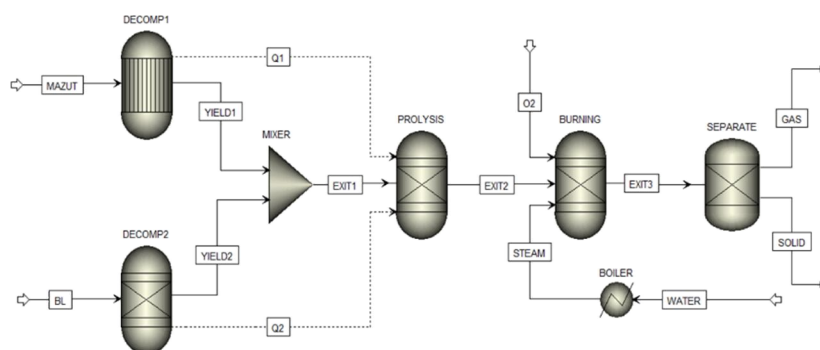 DECOMP1
Q1
MAZUT
YIELD1
MIXER
PROLYSIS
O2
BURNING
SEPARATE
GAS
EXIT1
EXIT2
EXIT3
DECOMP2
YIELD2
STEAM
SOLID
BOILER
BL
WATER
Q2